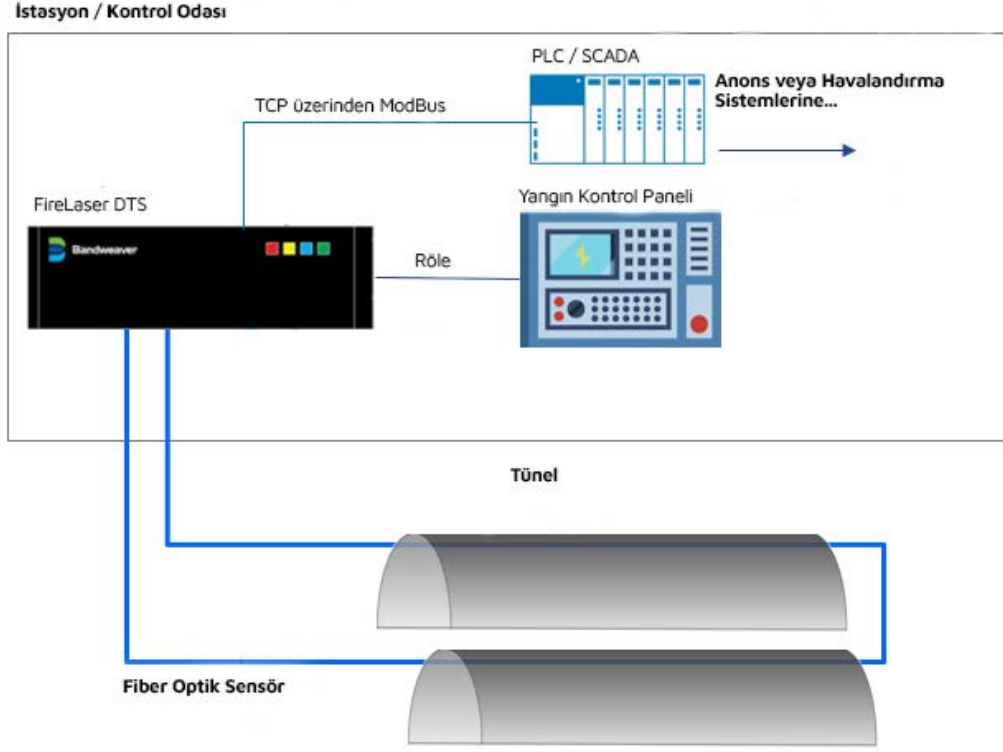 İstasyon / Kontrol Odası
PLC / SCADA
Anons veya Havalandırma
Sistemlerine...
TCP üzerinden ModBus
Yangın Kontrol Paneli
FireLaser DTS
Bandweaver
Röle
Tünel
Fiber Optik Sensör